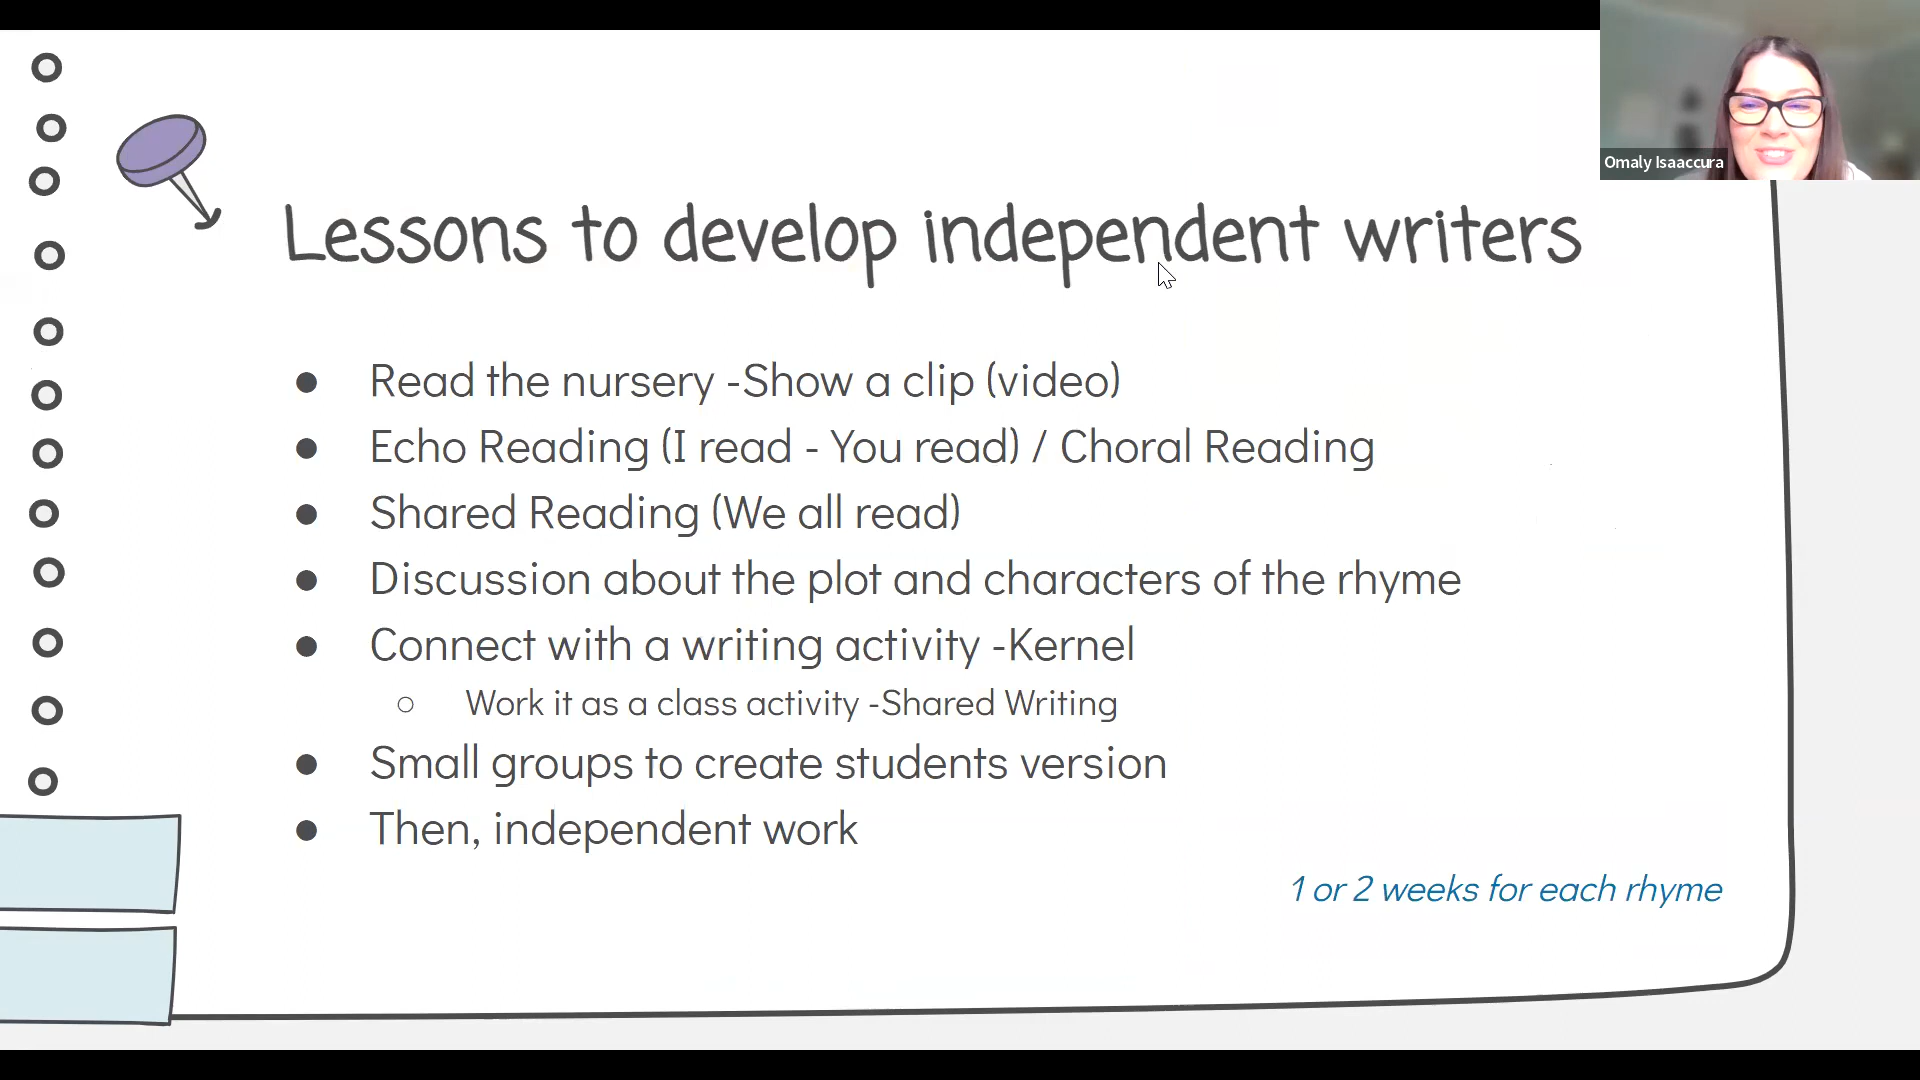 Omaly Isaaccura
Lessons to develop independent writers
● Read the nursery -Show a clip (video)
● Echo Reading (I read - You read) / Choral Reading
● Shared Reading (We all read)
● Discussion about the plot and characters of the rhyme
● Connect with a writing activity -Kernel
○ Work it as a class activity -Shared Writing
● Small groups to create students version
● Then, independent work
1 or 2 weeks for each rhyme